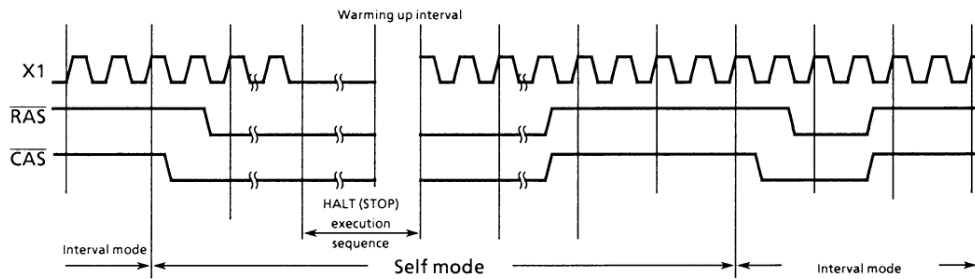 Warming up interval
X1
RAS
CAS
HALT (STOP)
execution
sequence
Interval mode
Self mode
Interval mode